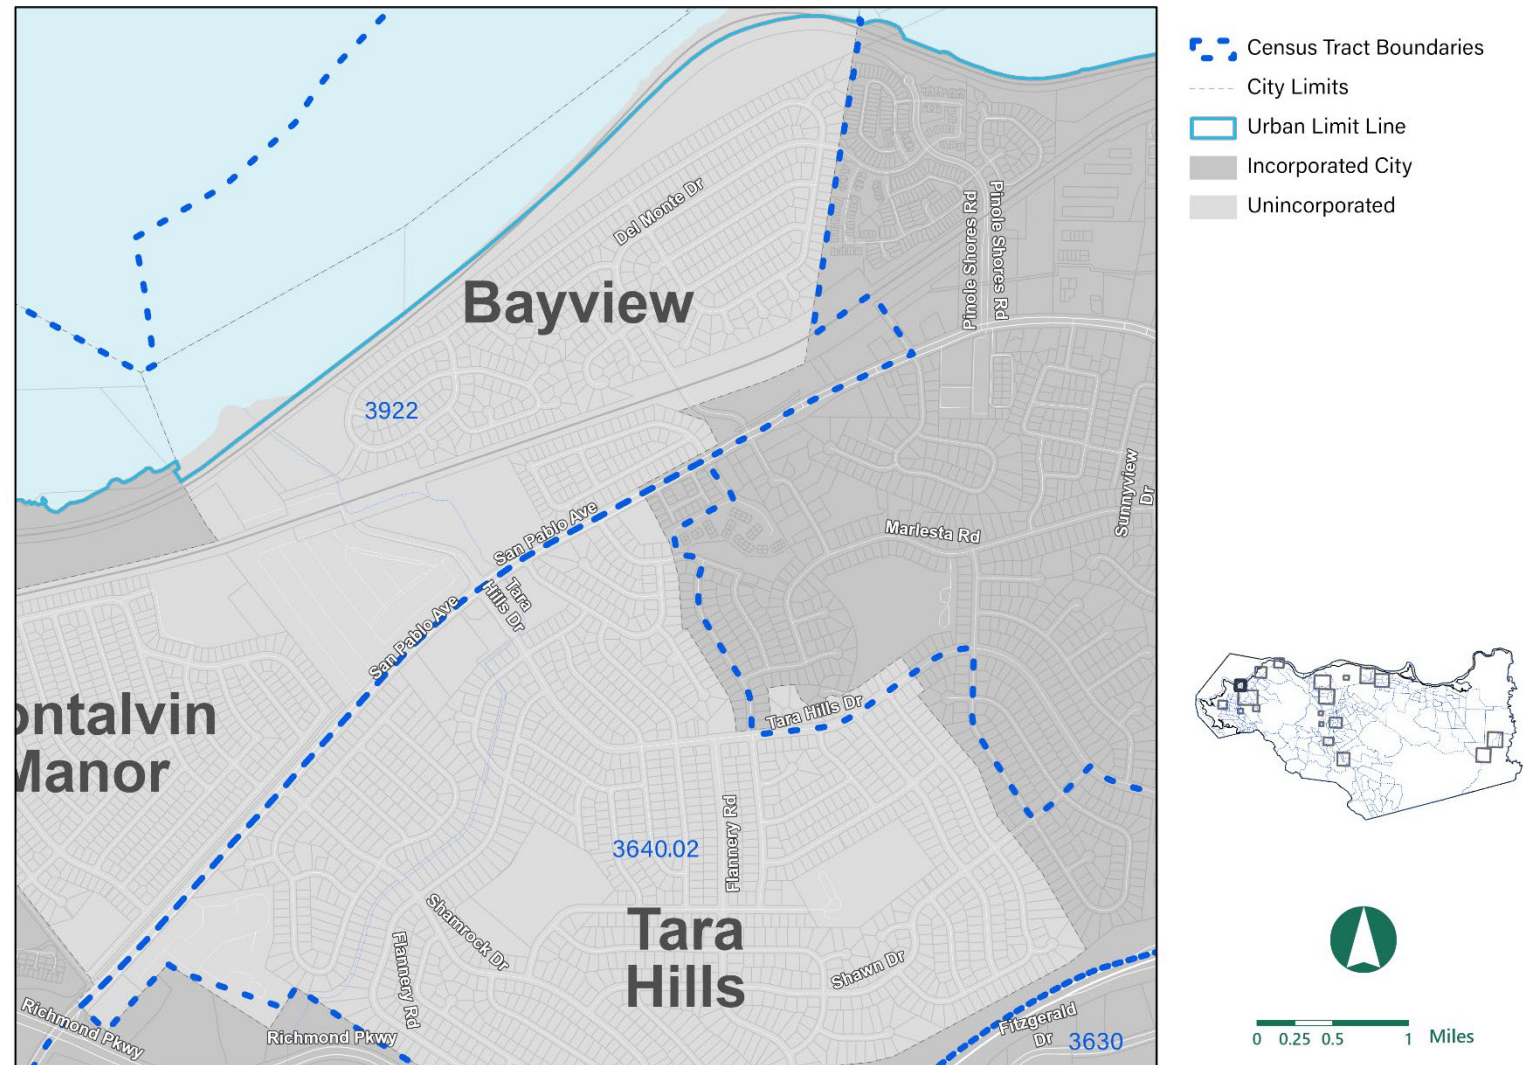 Census Tract Boundaries
City Limits
Urban Limit Line
Incorporated City
Unincorporated
Del Monte Dr
Pinole Shores Rd
Pinole Shores Rd
Bayview
3922
San Pablo Ave
Marlesta Rd
Sunnyview
Dr
Tara
Hills Dr
San Pablo Ave
ontalvin
Manor
Tara Hills Dr
3640.02
Flannery Rd
Shamrock Dr
Tara
Hills
Flannery Rd
Shawn Dr
Richmond Pkwy
Richmond Pkwy
Fitzgerald
Dr
3630
0 0.25 0.5 1 Miles